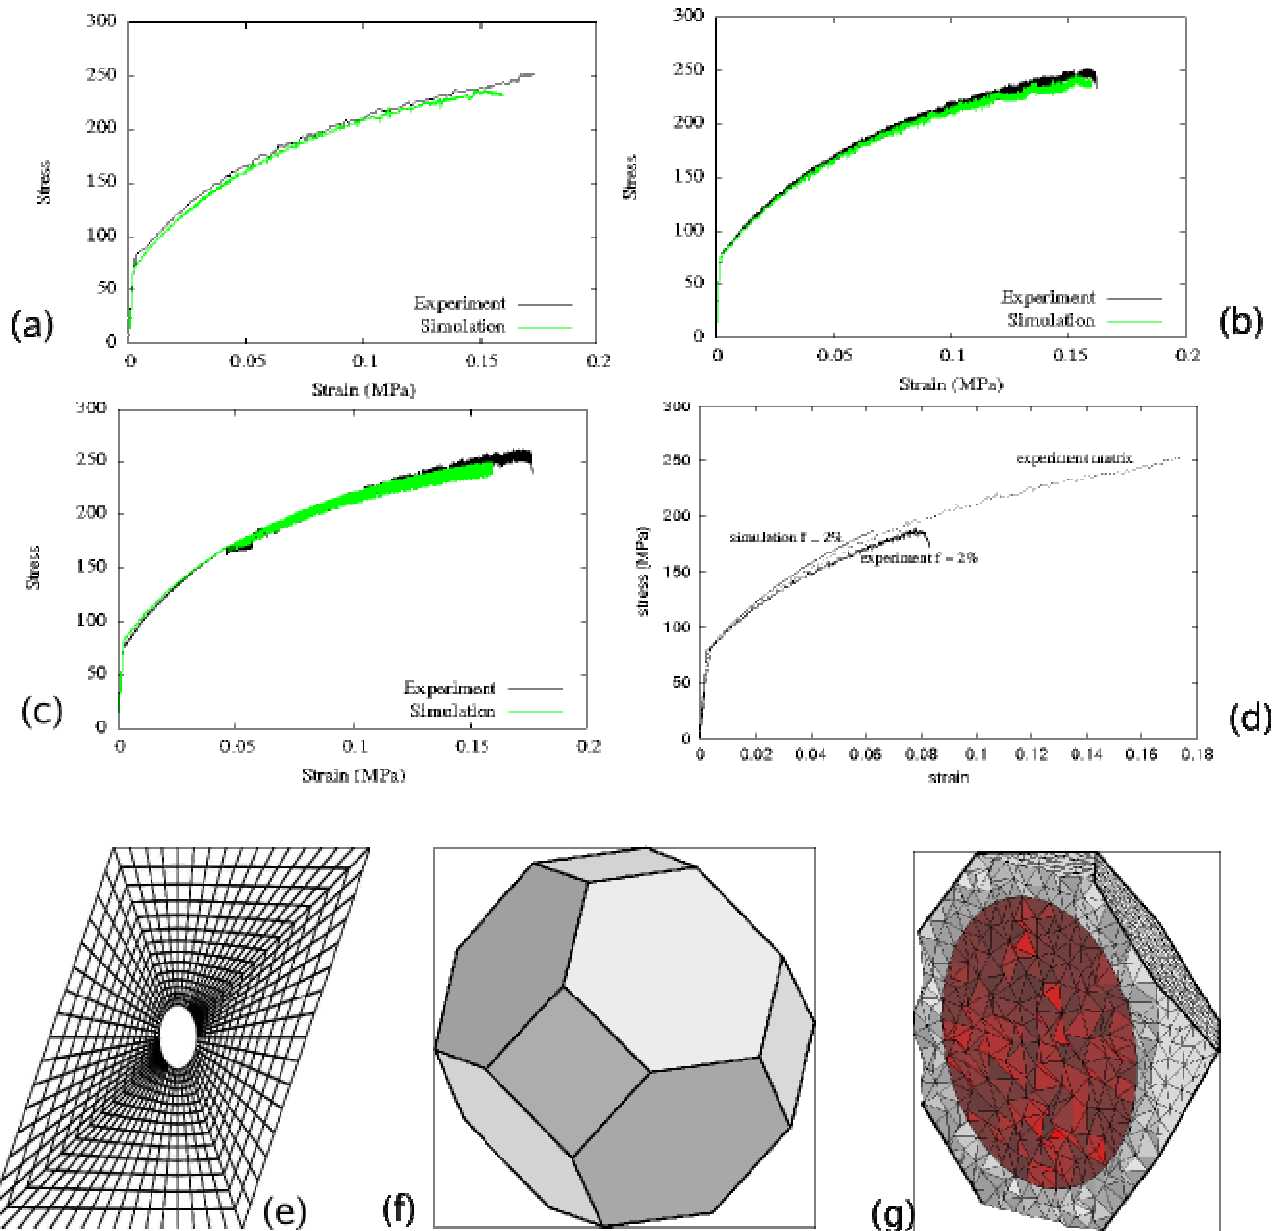 300
250
200
150
100
50
0
Stress
Experiment
Simulation
0 0.05 0.1 0.15 0.2
Strain (MPa)
(a)
300
250
200
150
100
50
0
Stress
Experiment
Simulation
0 0.05 0.1 0.15 0.2
Strain (MPa)
(b)
300
250
200
150
100
50
0
Stress
Experiment
Simulation
0 0.05 0.1 0.15 0.2
Strain (MPa)
(c)
300
250
200
150
100
50
0
stress (MPa)
experiment matrix
simulation f = 2%
experiment f = 2%
0 0.02 0.04 0.06 0.08 0.1 0.12 0.14 0.16 0.18
strain
(d)
(e)
(f)
(g)